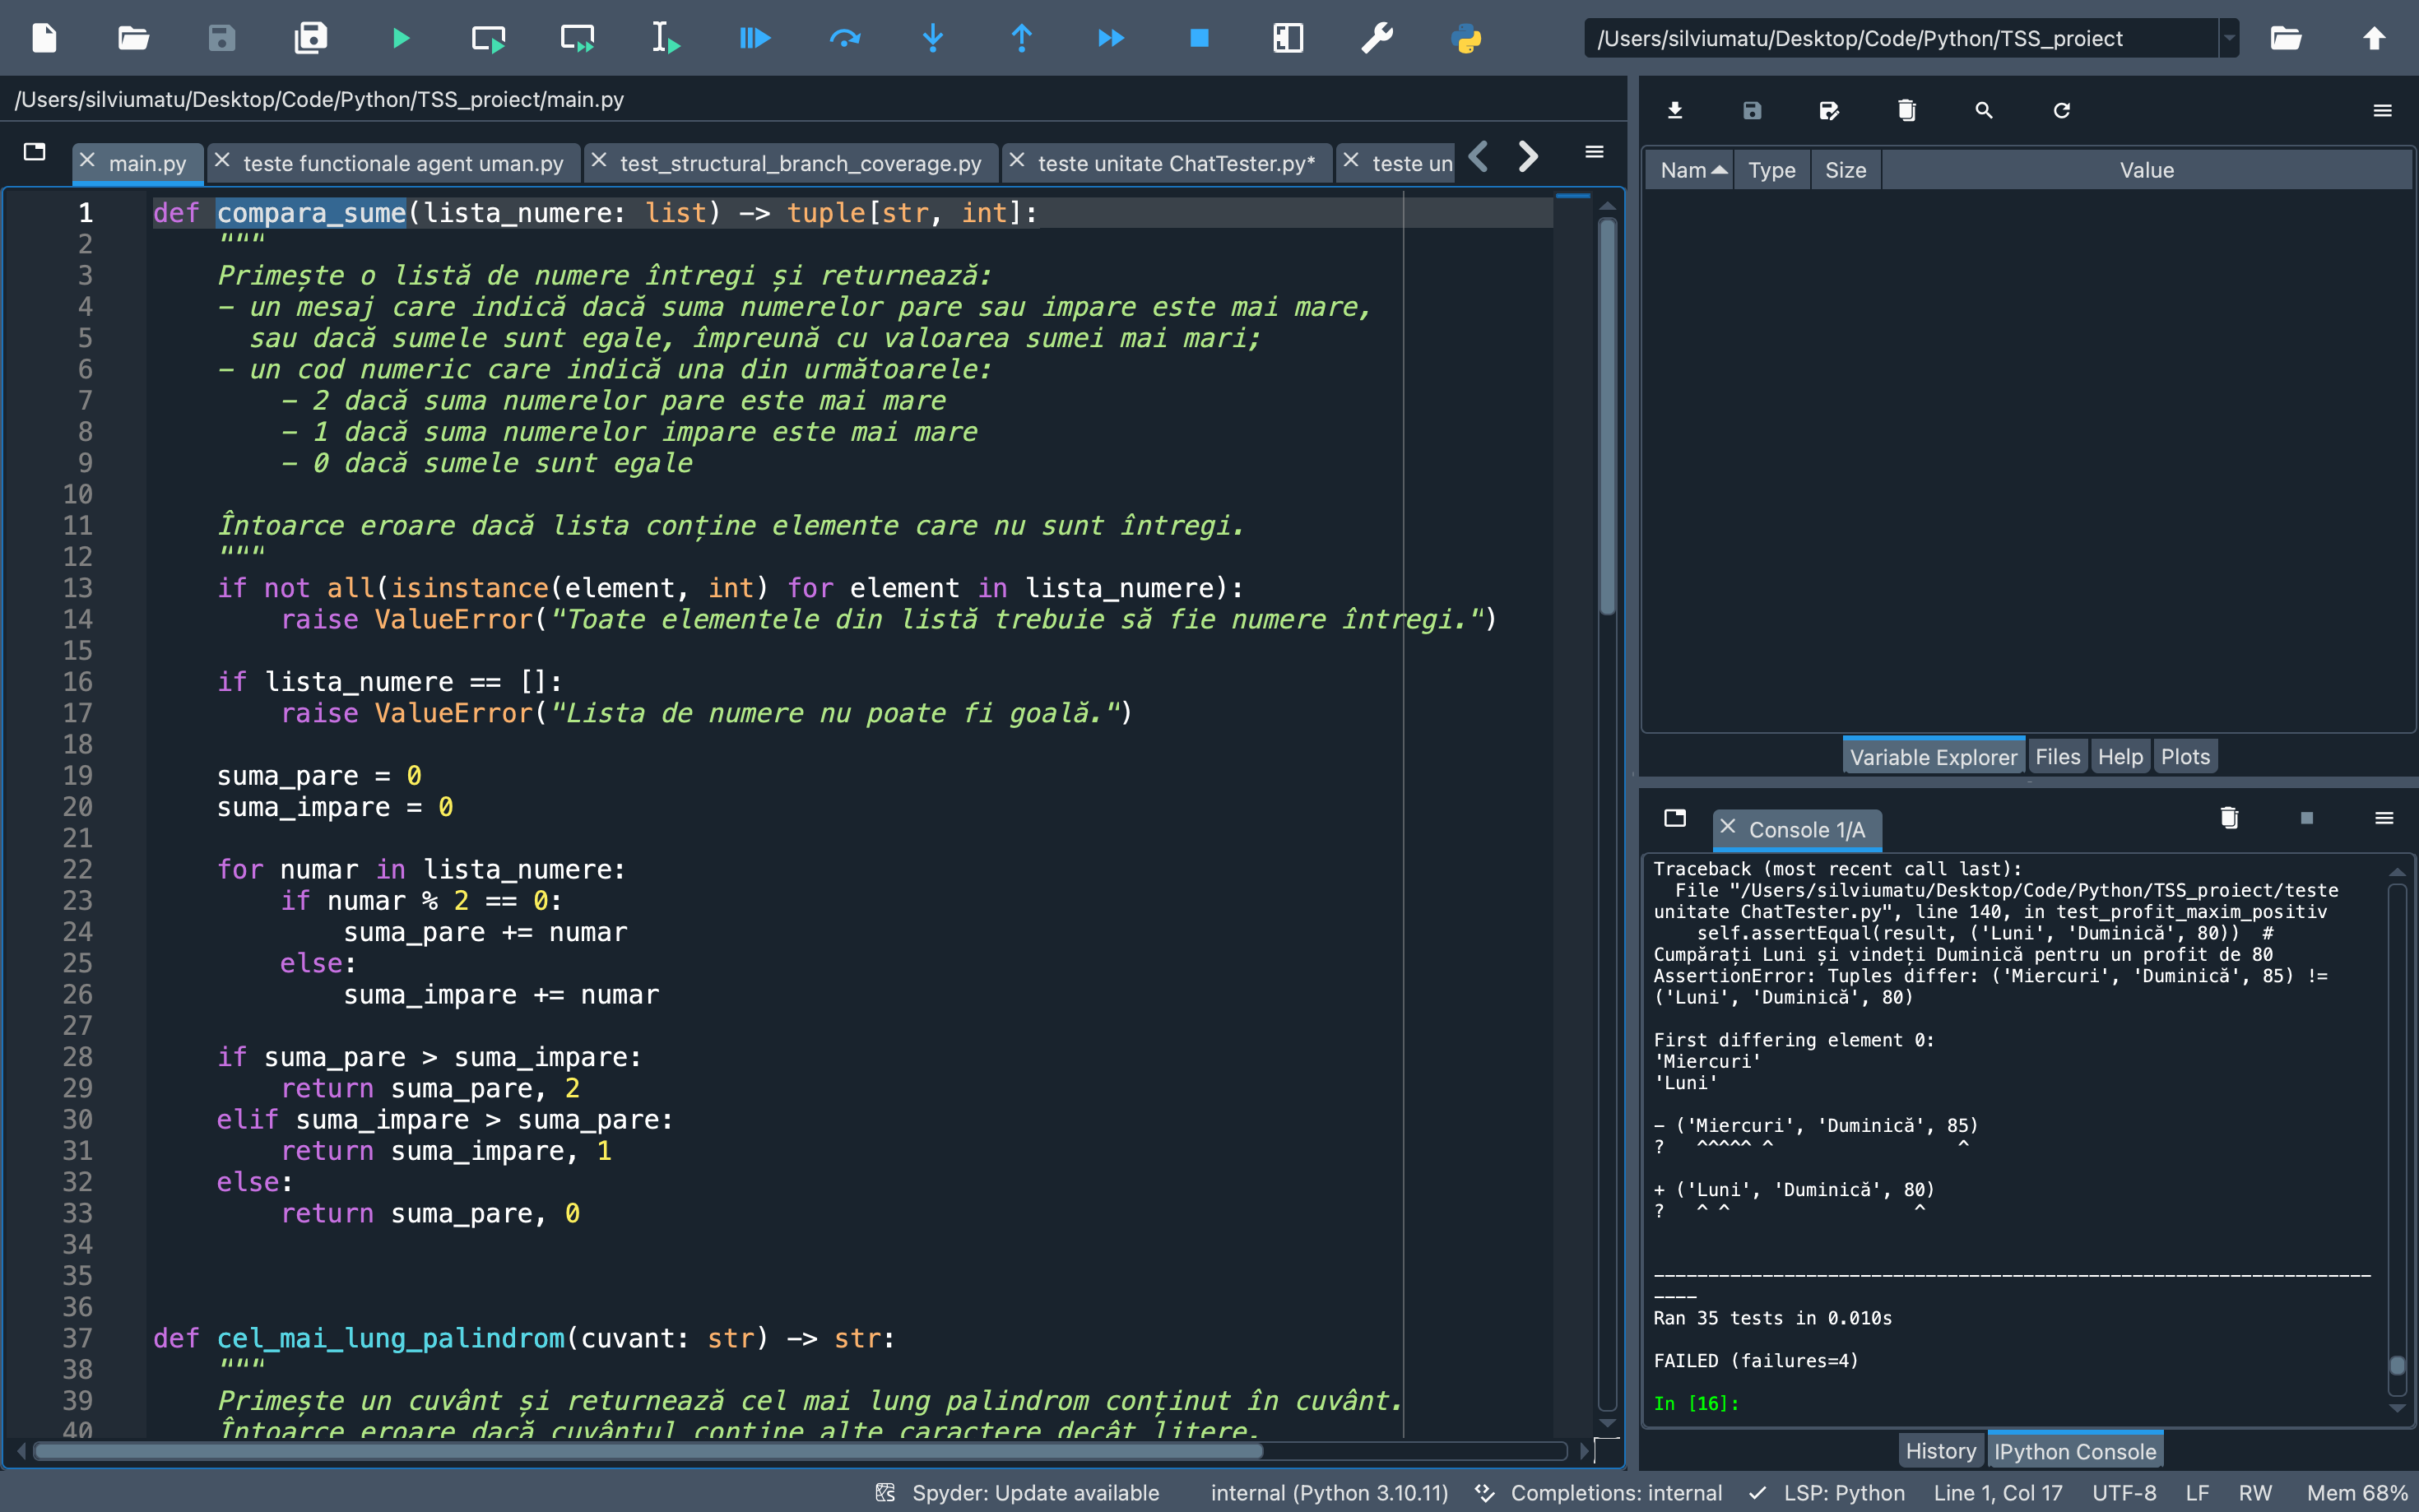 /Users/silviumatu/Desktop/Code/Python/TSS_proiect
/Users/silviumatu/Desktop/Code/Python/TSS_proiect/main.py
main.py
teste functionale agent uman.py
test_structural_branch_coverage.py
teste unitate ChatTester.py*
teste un
1 def compara_sume(lista_numere: list) -> tuple[str, int]:
2 """
3 Primește o listă de numere întregi și returnează:
4 - un mesaj care indică dacă suma numerelor pare sau impare este mai mare,
5 sau dacă sumele sunt egale, împreună cu valoarea sumei mai mari;
6 - un cod numeric care indică una din următoarele:
7 - 2 dacă suma numerelor pare este mai mare
8 - 1 dacă suma numerelor impare este mai mare
9 - 0 dacă sumele sunt egale
10
11 Întoarce eroare dacă lista conține elemente care nu sunt întregi.
12 """
13 if not all(isinstance(element, int) for element in lista_numere):
14 raise ValueError("Toate elementele din listă trebuie să fie numere întregi.")
15
16 if lista_numere == []:
17 raise ValueError("Lista de numere nu poate fi goală.")
18
19 suma_pare = 0
20 suma_impare = 0
21
22 for numar in lista_numere:
23 if numar % 2 == 0:
24 suma_pare += numar
25 else:
26 suma_impare += numar
27
28 if suma_pare > suma_impare:
29 return suma_pare, 2
30 elif suma_impare > suma_pare:
31 return suma_impare, 1
32 else:
33 return suma_pare, 0
34
35
36
37 def cel_mai_lung_palindrom(cuvant: str) -> str:
38 """
39 Primește un cuvânt și returnează cel mai lung palindrom conținut în cuvânt.
40 Întoarce eroare dacă cuvântul conține alte caractere decât litere.
Nam Type Size Value
Variable Explorer Files Help Plots
Console 1/A
Traceback (most recent call last):
File "/Users/silviumatu/Desktop/Code/Python/TSS_proiect/teste
unitate ChatTester.py", line 140, in test_profit_maxim_positiv
self.assertEqual(result, ('Luni', 'Duminică', 80)) #
Cumpărați Luni și vindeți Duminică pentru un profit de 80
AssertionError: Tuples differ: ('Miercuri', 'Duminică', 85) !=
('Luni', 'Duminică', 80)
First differing element 0:
'Miercuri'
'Luni'
- ('Miercuri', 'Duminică', 85)
? ^^^^^ ^ ^
+ ('Luni', 'Duminică', 80)
? ^ ^ ^
----------------------------------------------------------------------
Ran 35 tests in 0.010s
FAILED (failures=4)
In [16]:
History IPython Console
Spyder: Update available internal (Python 3.10.11) Completions: internal LSP: Python Line 1, Col 17 UTF-8 LF RW Mem 68%